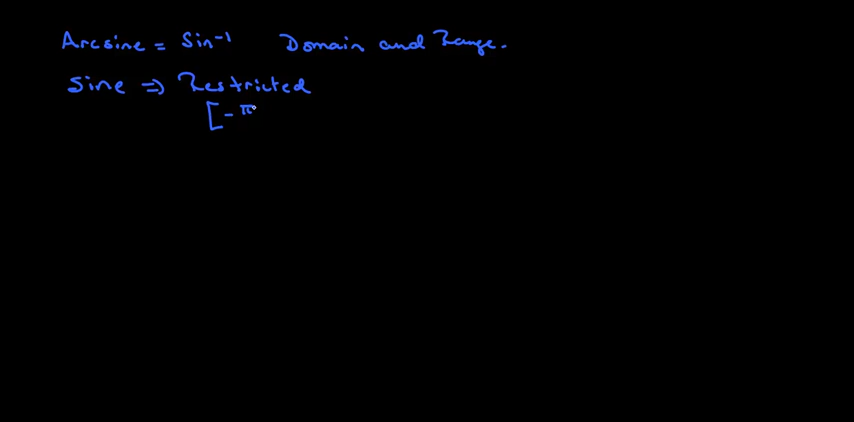 Arcsine = Sin⁻¹ Domain and Range.
Sine ⇒ Restricted
[-π